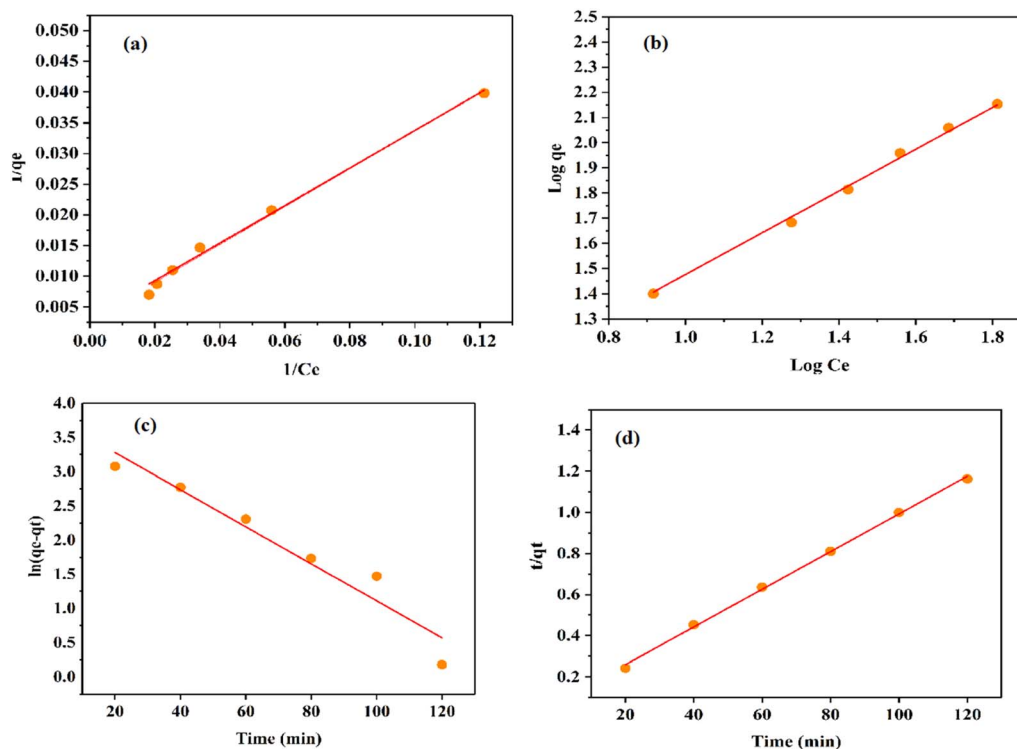 (a)
0.050
0.045
0.040
0.035
0.030
0.025
0.020
0.015
0.010
0.005
1/qe
0.00 0.02 0.04 0.06 0.08 0.10 0.12
1/Ce
(b)
2.5
2.4
2.3
2.2
2.1
2.0
1.9
1.8
1.7
1.6
1.5
1.4
1.3
Log qe
0.8 1.0 1.2 1.4 1.6 1.8
Log Ce
(c)
4.0
3.5
3.0
2.5
2.0
1.5
1.0
0.5
0.0
ln(qe-qt)
20 40 60 80 100 120
Time (min)
(d)
1.4
1.2
1.0
0.8
0.6
0.4
0.2
t/qt
20 40 60 80 100 120
Time (min)